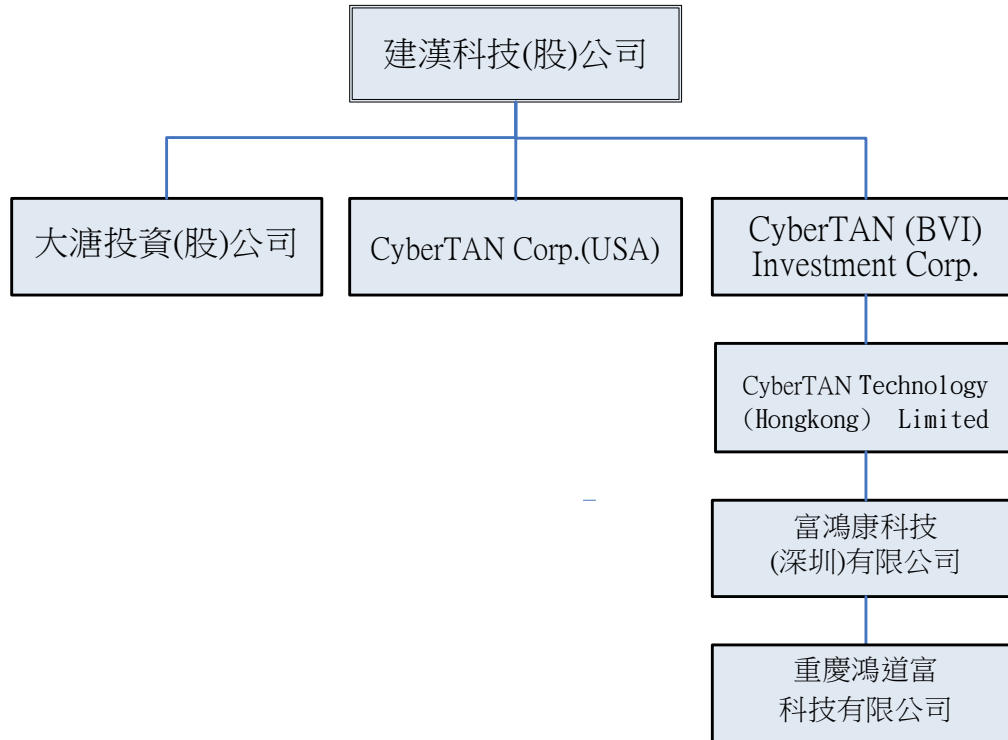 建漢科技(股)公司
大溏投資(股)公司
CyberTAN Corp.(USA)
CyberTAN (BVI)
Investment Corp.
CyberTAN Technology
(Hongkong) Limited
富鴻康科技
(深圳)有限公司
重慶鴻道富
科技有限公司